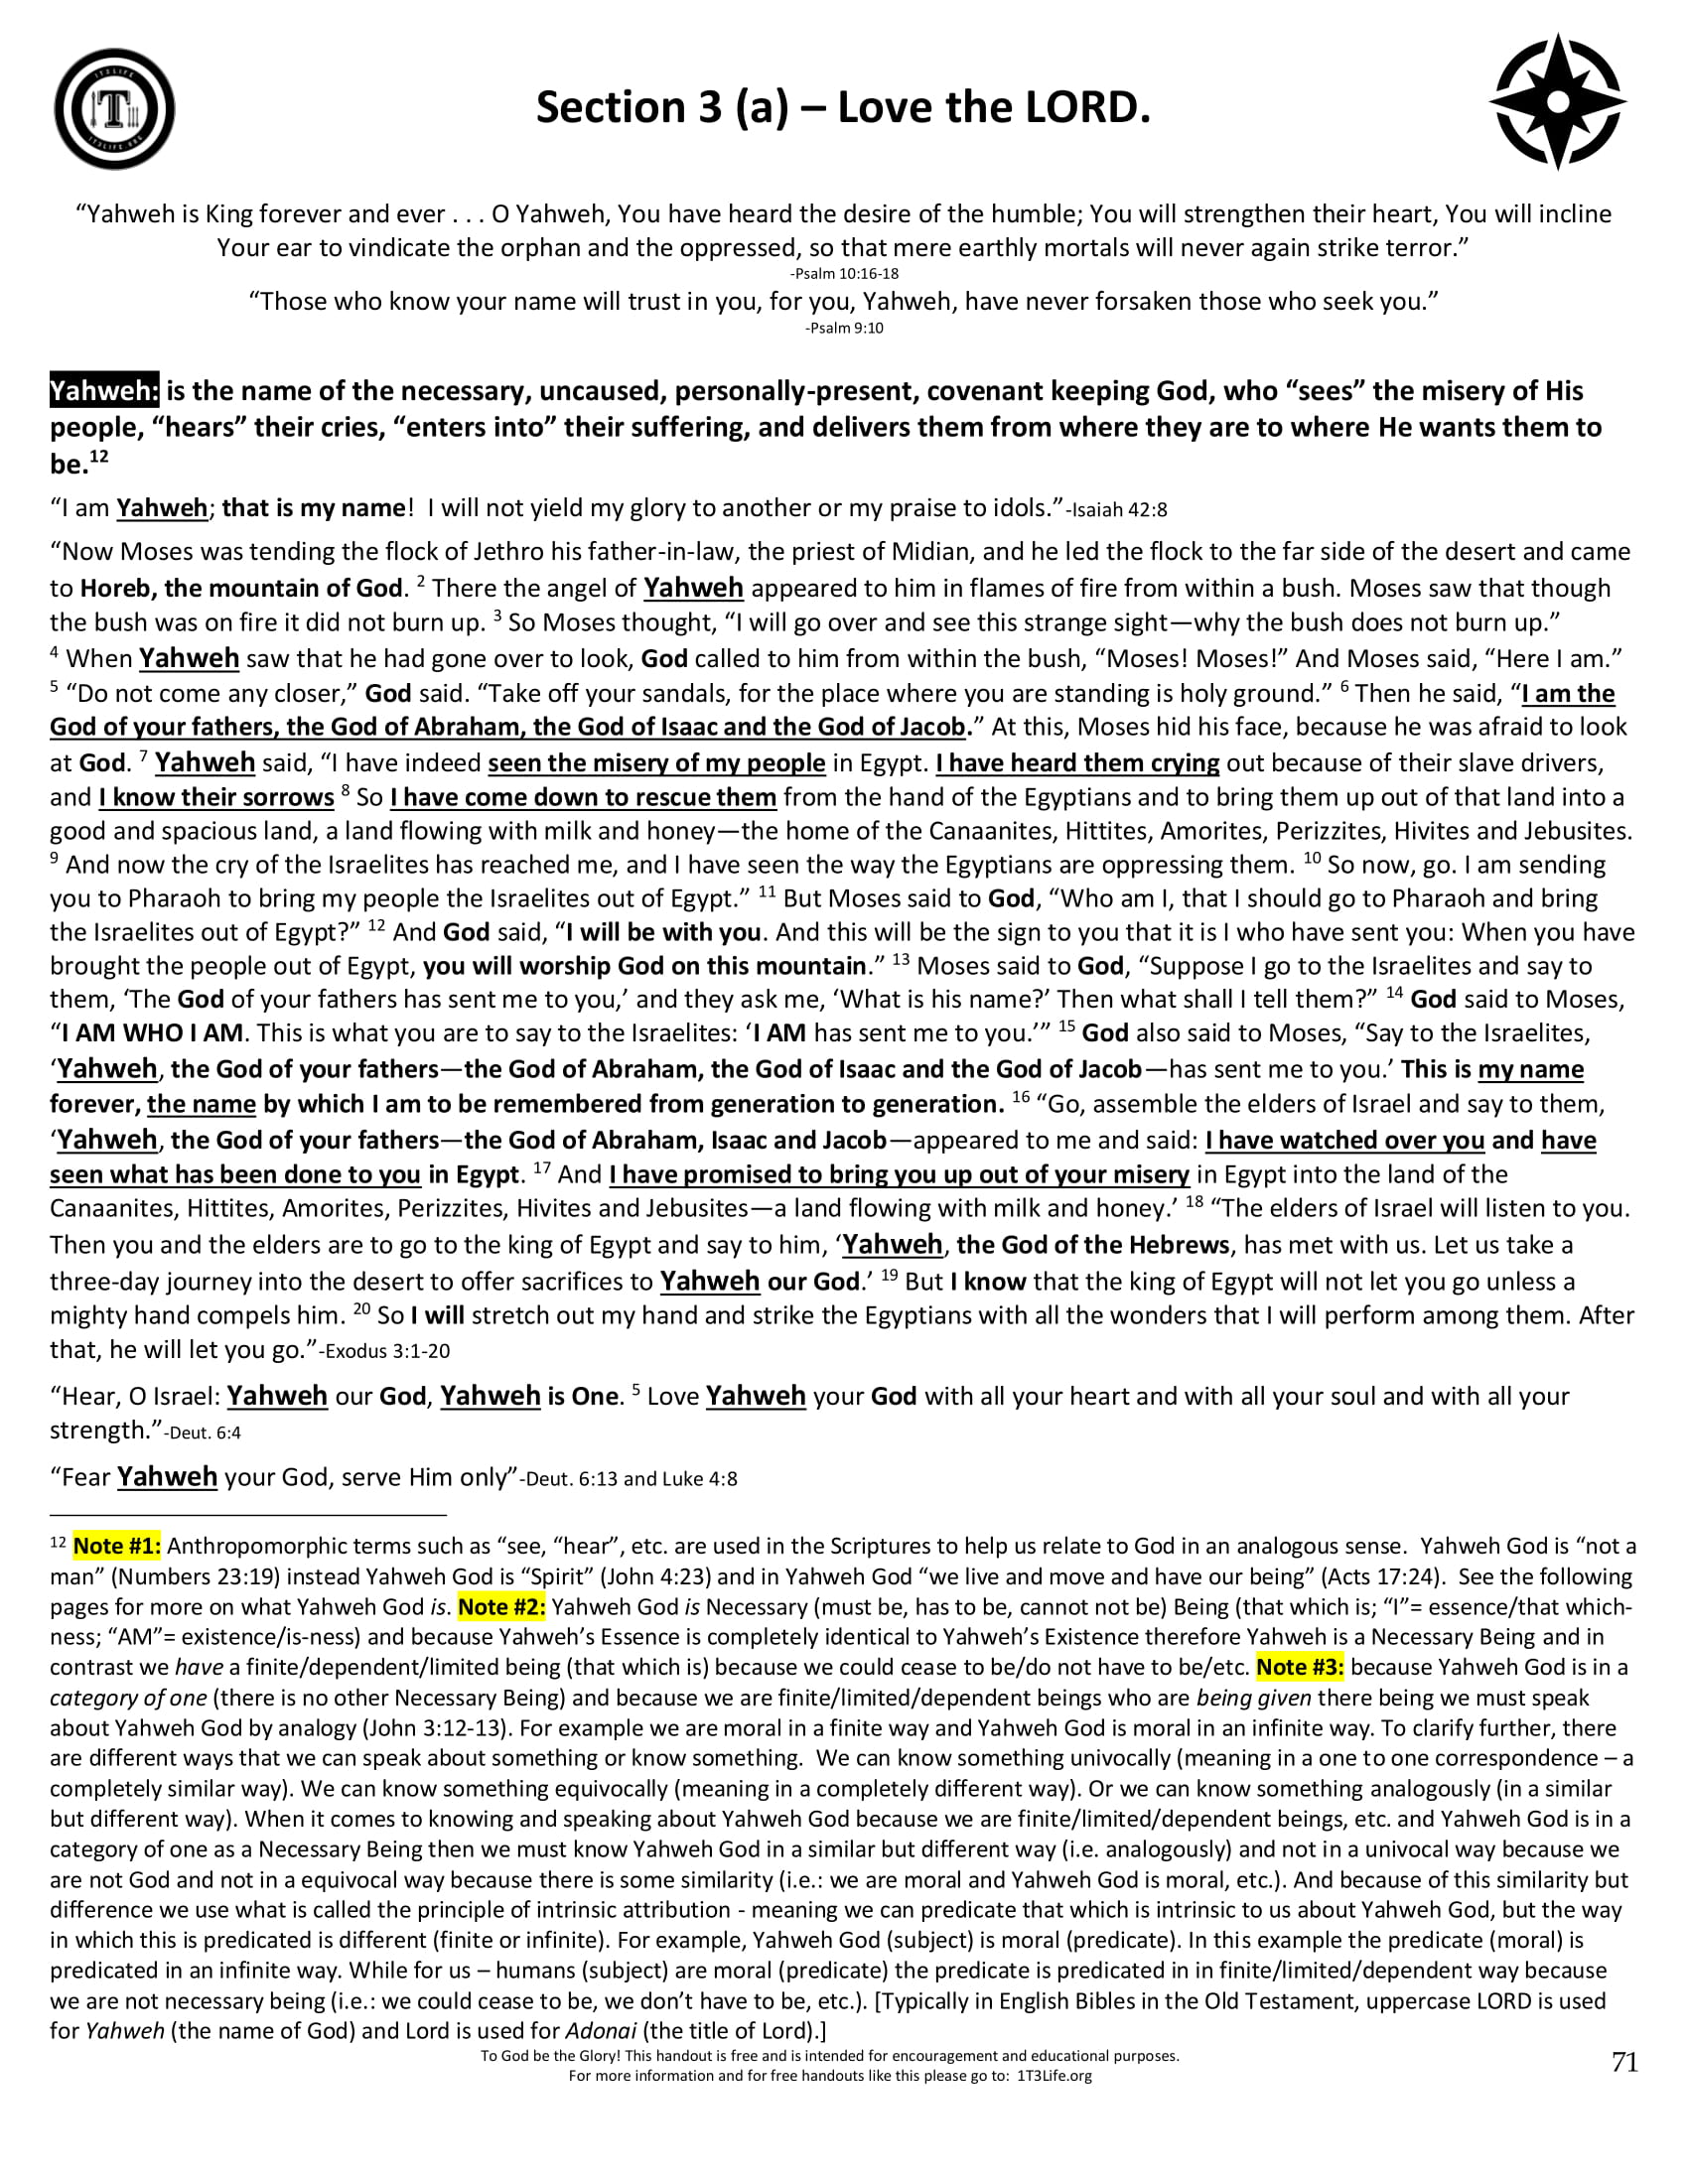 1T3LIFE
T
1T3LIFE.ORG
Section 3 (a) – Love the LORD.
“Yahweh is King forever and ever . . . O Yahweh, You have heard the desire of the humble; You will strengthen their heart, You will incline
Your ear to vindicate the orphan and the oppressed, so that mere earthly mortals will never again strike terror.”
-Psalm 10:16-18
“Those who know your name will trust in you, for you, Yahweh, have never forsaken those who seek you.”
-Psalm 9:10
Yahweh: is the name of the necessary, uncaused, personally-present, covenant keeping God, who “sees” the misery of His
people, “hears” their cries, “enters into” their suffering, and delivers them from where they are to where He wants them to
be.12
“I am Yahweh; that is my name!  I will not yield my glory to another or my praise to idols.”-Isaiah 42:8
“Now Moses was tending the flock of Jethro his father-in-law, the priest of Midian, and he led the flock to the far side of the desert and came
to Horeb, the mountain of God. 2 There the angel of Yahweh appeared to him in flames of fire from within a bush. Moses saw that though
the bush was on fire it did not burn up. 3 So Moses thought, “I will go over and see this strange sight—why the bush does not burn up.”
4 When Yahweh saw that he had gone over to look, God called to him from within the bush, “Moses! Moses!” And Moses said, “Here I am.”
5 “Do not come any closer,” God said. “Take off your sandals, for the place where you are standing is holy ground.” 6 Then he said, “I am the
God of your fathers, the God of Abraham, the God of Isaac and the God of Jacob.” At this, Moses hid his face, because he was afraid to look
at God. 7 Yahweh said, “I have indeed seen the misery of my people in Egypt. I have heard them crying out because of their slave drivers,
and I know their sorrows 8 So I have come down to rescue them from the hand of the Egyptians and to bring them up out of that land into a
good and spacious land, a land flowing with milk and honey—the home of the Canaanites, Hittites, Amorites, Perizzites, Hivites and Jebusites.
9 And now the cry of the Israelites has reached me, and I have seen the way the Egyptians are oppressing them. 10 So now, go. I am sending
you to Pharaoh to bring my people the Israelites out of Egypt.” 11 But Moses said to God, “Who am I, that I should go to Pharaoh and bring
the Israelites out of Egypt?” 12 And God said, “I will be with you. And this will be the sign to you that it is I who have sent you: When you have
brought the people out of Egypt, you will worship God on this mountain.” 13 Moses said to God, “Suppose I go to the Israelites and say to
them, ‘The God of your fathers has sent me to you,’ and they ask me, ‘What is his name?’ Then what shall I tell them?” 14 God said to Moses,
“I AM WHO I AM. This is what you are to say to the Israelites: ‘I AM has sent me to you.’” 15 God also said to Moses, “Say to the Israelites,
‘Yahweh, the God of your fathers—the God of Abraham, the God of Isaac and the God of Jacob—has sent me to you.’ This is my name
forever, the name by which I am to be remembered from generation to generation. 16 “Go, assemble the elders of Israel and say to them,
‘Yahweh, the God of your fathers—the God of Abraham, Isaac and Jacob—appeared to me and said: I have watched over you and have
seen what has been done to you in Egypt. 17 And I have promised to bring you up out of your misery in Egypt into the land of the
Canaanites, Hittites, Amorites, Perizzites, Hivites and Jebusites—a land flowing with milk and honey.’ 18 “The elders of Israel will listen to you.
Then you and the elders are to go to the king of Egypt and say to him, ‘Yahweh, the God of the Hebrews, has met with us. Let us take a
three-day journey into the desert to offer sacrifices to Yahweh our God.’ 19 But I know that the king of Egypt will not let you go unless a
mighty hand compels him. 20 So I will stretch out my hand and strike the Egyptians with all the wonders that I will perform among them. After
that, he will let you go.”-Exodus 3:1-20
“Hear, O Israel: Yahweh our God, Yahweh is One. 5 Love Yahweh your God with all your heart and with all your soul and with all your
strength.”-Deut. 6:4
“Fear Yahweh your God, serve Him only”-Deut. 6:13 and Luke 4:8
12 Note #1: Anthropomorphic terms such as “see, “hear”, etc. are used in the Scriptures to help us relate to God in an analogous sense.  Yahweh God is “not a
man” (Numbers 23:19) instead Yahweh God is “Spirit” (John 4:23) and in Yahweh God “we live and move and have our being” (Acts 17:24).  See the following
pages for more on what Yahweh God is. Note #2: Yahweh God is Necessary (must be, has to be, cannot not be) Being (that which is; “I”= essence/that which-
ness; “AM”= existence/is-ness) and because Yahweh’s Essence is completely identical to Yahweh’s Existence therefore Yahweh is a Necessary Being and in
contrast we have a finite/dependent/limited being (that which is) because we could cease to be/do not have to be/etc. Note #3: because Yahweh God is in a
category of one (there is no other Necessary Being) and because we are finite/limited/dependent beings who are being given there being we must speak
about Yahweh God by analogy (John 3:12-13). For example we are moral in a finite way and Yahweh God is moral in an infinite way. To clarify further, there
are different ways that we can speak about something or know something.  We can know something univocally (meaning in a one to one correspondence – a
completely similar way). We can know something equivocally (meaning in a completely different way). Or we can know something analogously (in a similar
but different way). When it comes to knowing and speaking about Yahweh God because we are finite/limited/dependent beings, etc. and Yahweh God is in a
category of one as a Necessary Being then we must know Yahweh God in a similar but different way (i.e. analogously) and not in a univocal way because we
are not God and not in a equivocal way because there is some similarity (i.e.: we are moral and Yahweh God is moral, etc.). And because of this similarity but
difference we use what is called the principle of intrinsic attribution - meaning we can predicate that which is intrinsic to us about Yahweh God, but the way
in which this is predicated is different (finite or infinite). For example, Yahweh God (subject) is moral (predicate). In this example the predicate (moral) is
predicated in an infinite way. While for us – humans (subject) are moral (predicate) the predicate is predicated in in finite/limited/dependent way because
we are not necessary being (i.e.: we could cease to be, we don’t have to be, etc.). [Typically in English Bibles in the Old Testament, uppercase LORD is used
for Yahweh (the name of God) and Lord is used for Adonai (the title of Lord).]
To God be the Glory! This handout is free and is intended for encouragement and educational purposes.
For more information and for free handouts like this please go to:  1T3Life.org
71